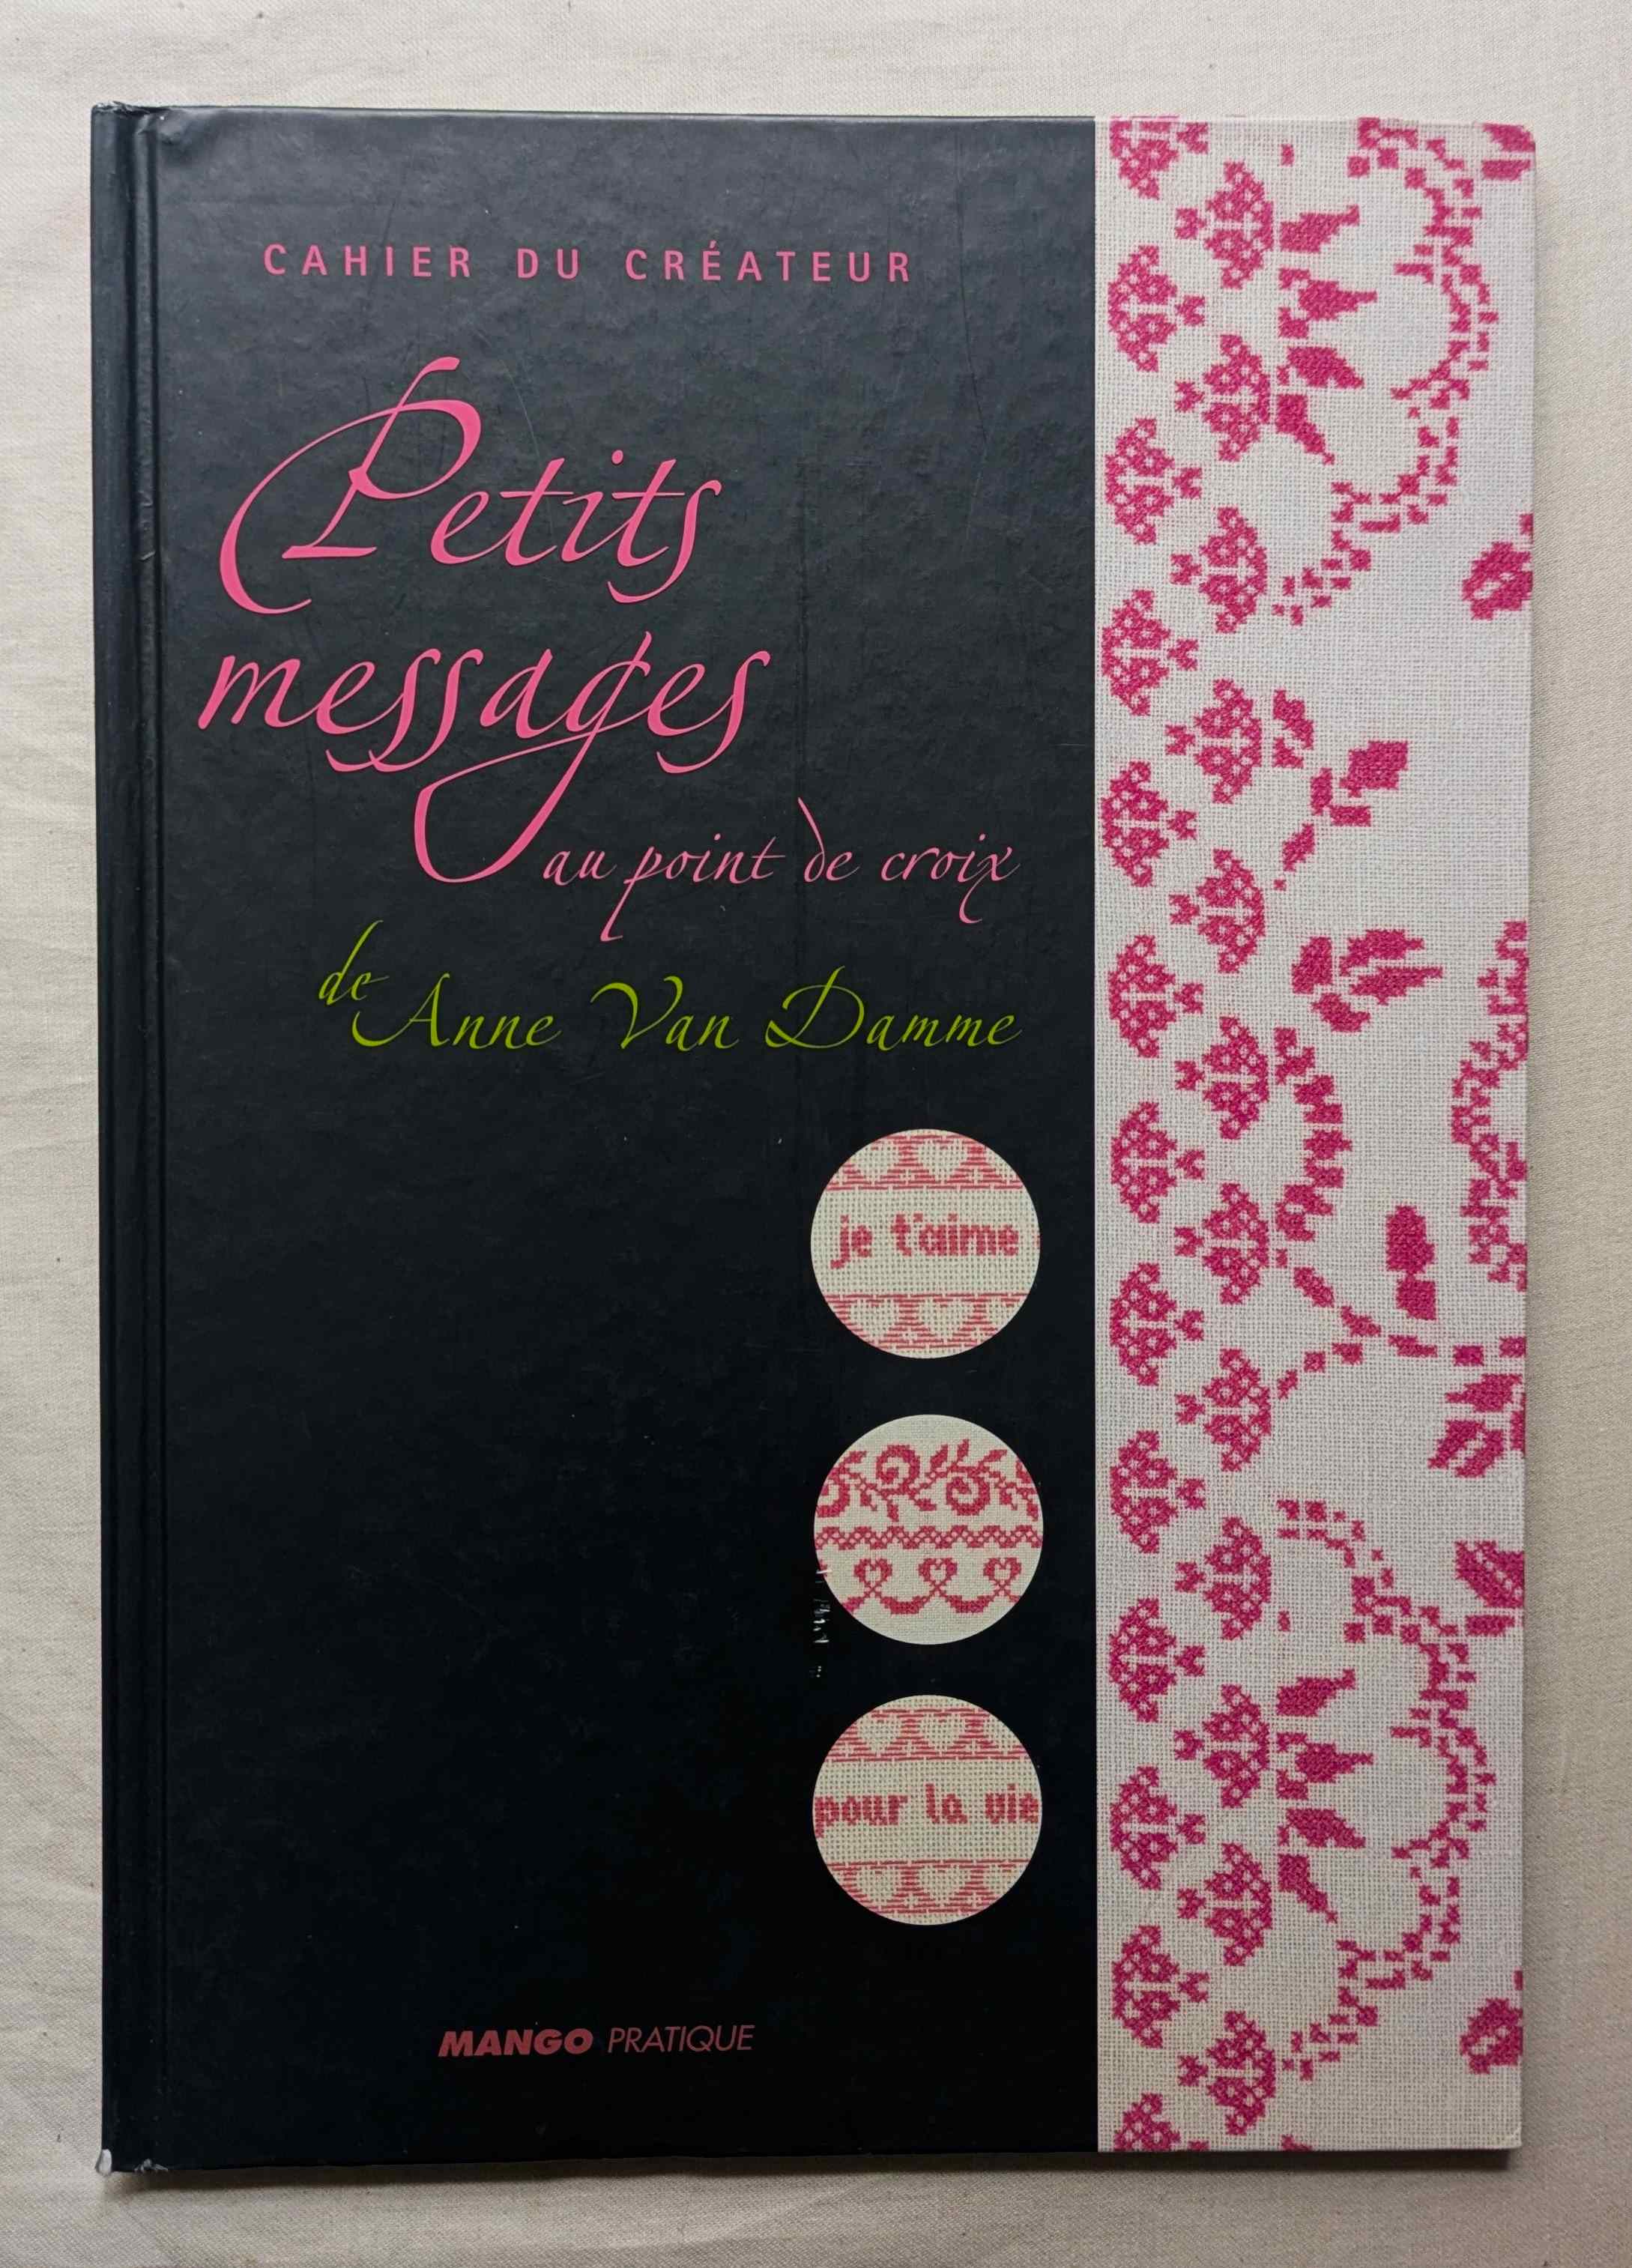 CAHIER DU CRÉATEUR
Petits
messages
au point de croix
de Anne Van Damme
je t'aime
pour la vie
MANGO PRATIQUE